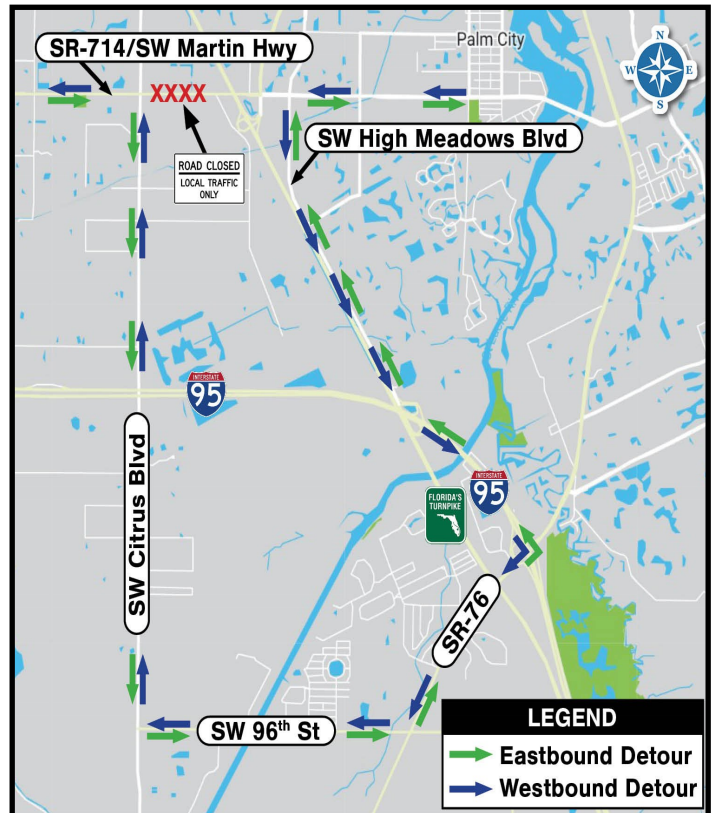 SR-714/SW Martin Hwy
Palm City
N
W
E
S
XXXX
SW High Meadows Blvd
ROAD CLOSED
LOCAL TRAFFIC
ONLY
INTERSTATE
95
SW Citrus Blvd
INTERSTATE
95
FLORIDA'S
TURNPIKE
SR-76
SW 96th St
LEGEND
Eastbound Detour
Westbound Detour